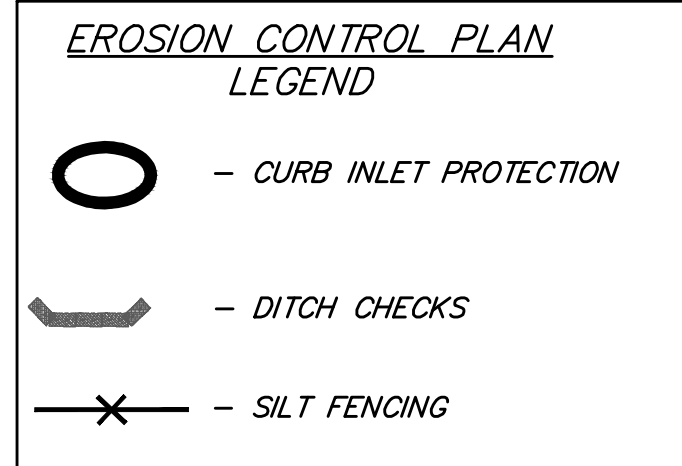 EROSION CONTROL PLAN
LEGEND
- CURB INLET PROTECTION
- DITCH CHECKS
- SILT FENCING